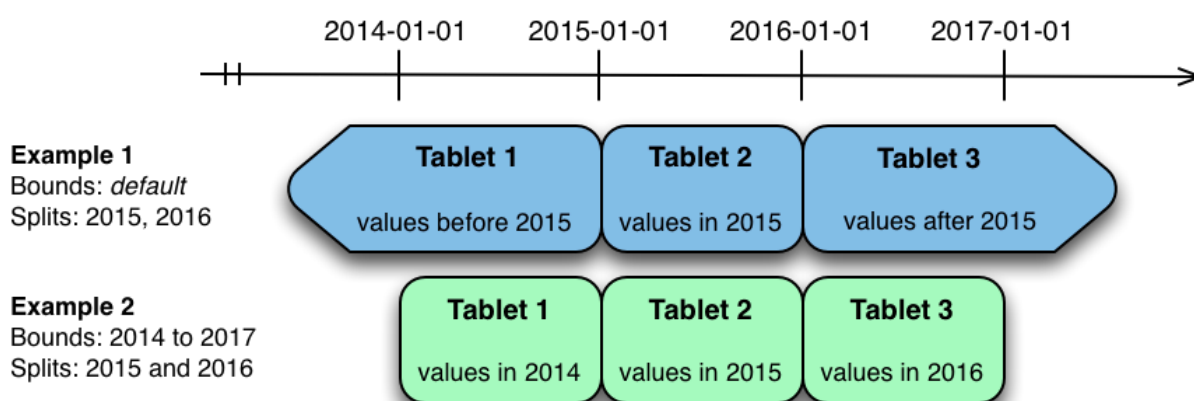 2014-01-01 2015-01-01 2016-01-01 2017-01-01
Example 1
Bounds: default
Splits: 2015, 2016
Tablet 1
values before 2015
Tablet 2
values in 2015
Tablet 3
values after 2015
Example 2
Bounds: 2014 to 2017
Splits: 2015 and 2016
Tablet 1
values in 2014
Tablet 2
values in 2015
Tablet 3
values in 2016